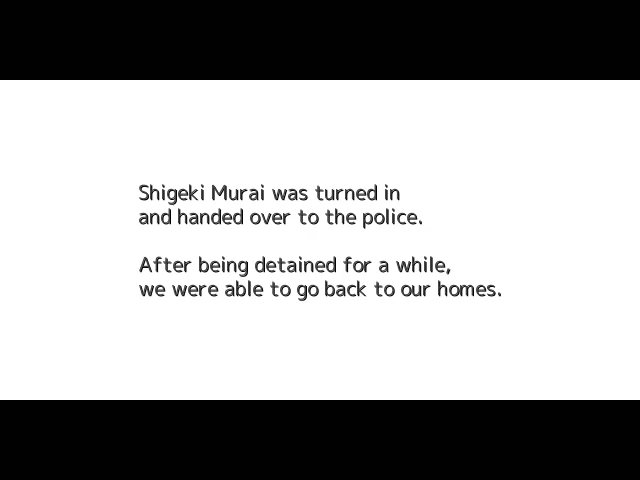 Shigeki Murai was turned in
and handed over to the police.
After being detained for a while,
we were able to go back to our homes.